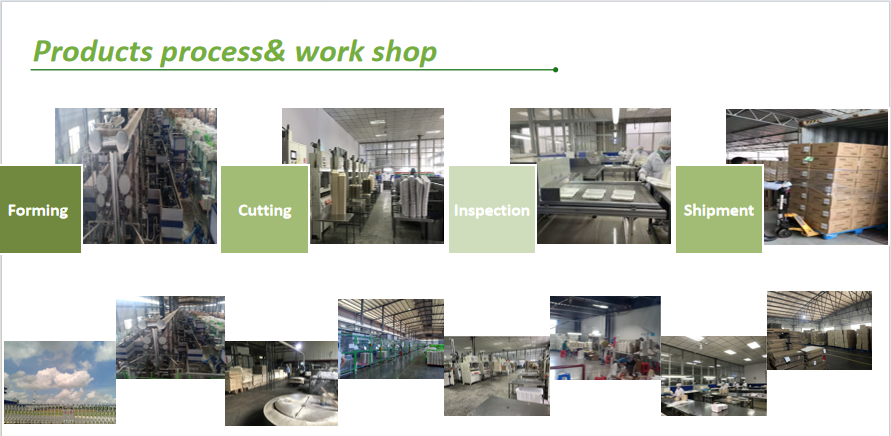 Products process& work shop
Forming
Cutting
Inspection
Shipment